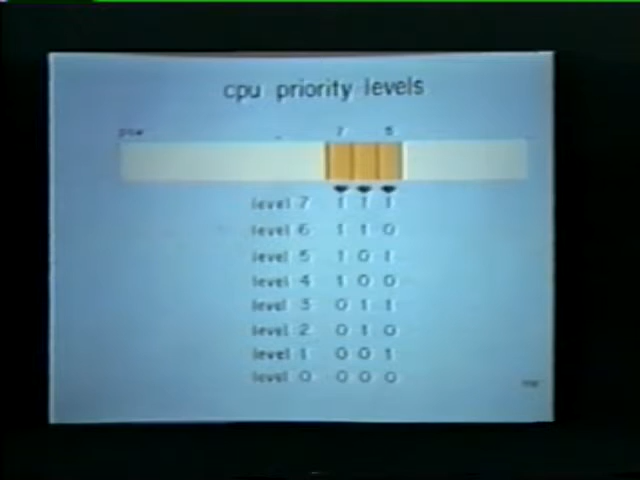 cpu priority levels
psw 7 5
level 7 1 1 1
level 6 1 1 0
level 5 1 0 1
level 4 1 0 0
level 3 0 1 1
level 2 0 1 0
level 1 0 0 1
level 0 0 0 0